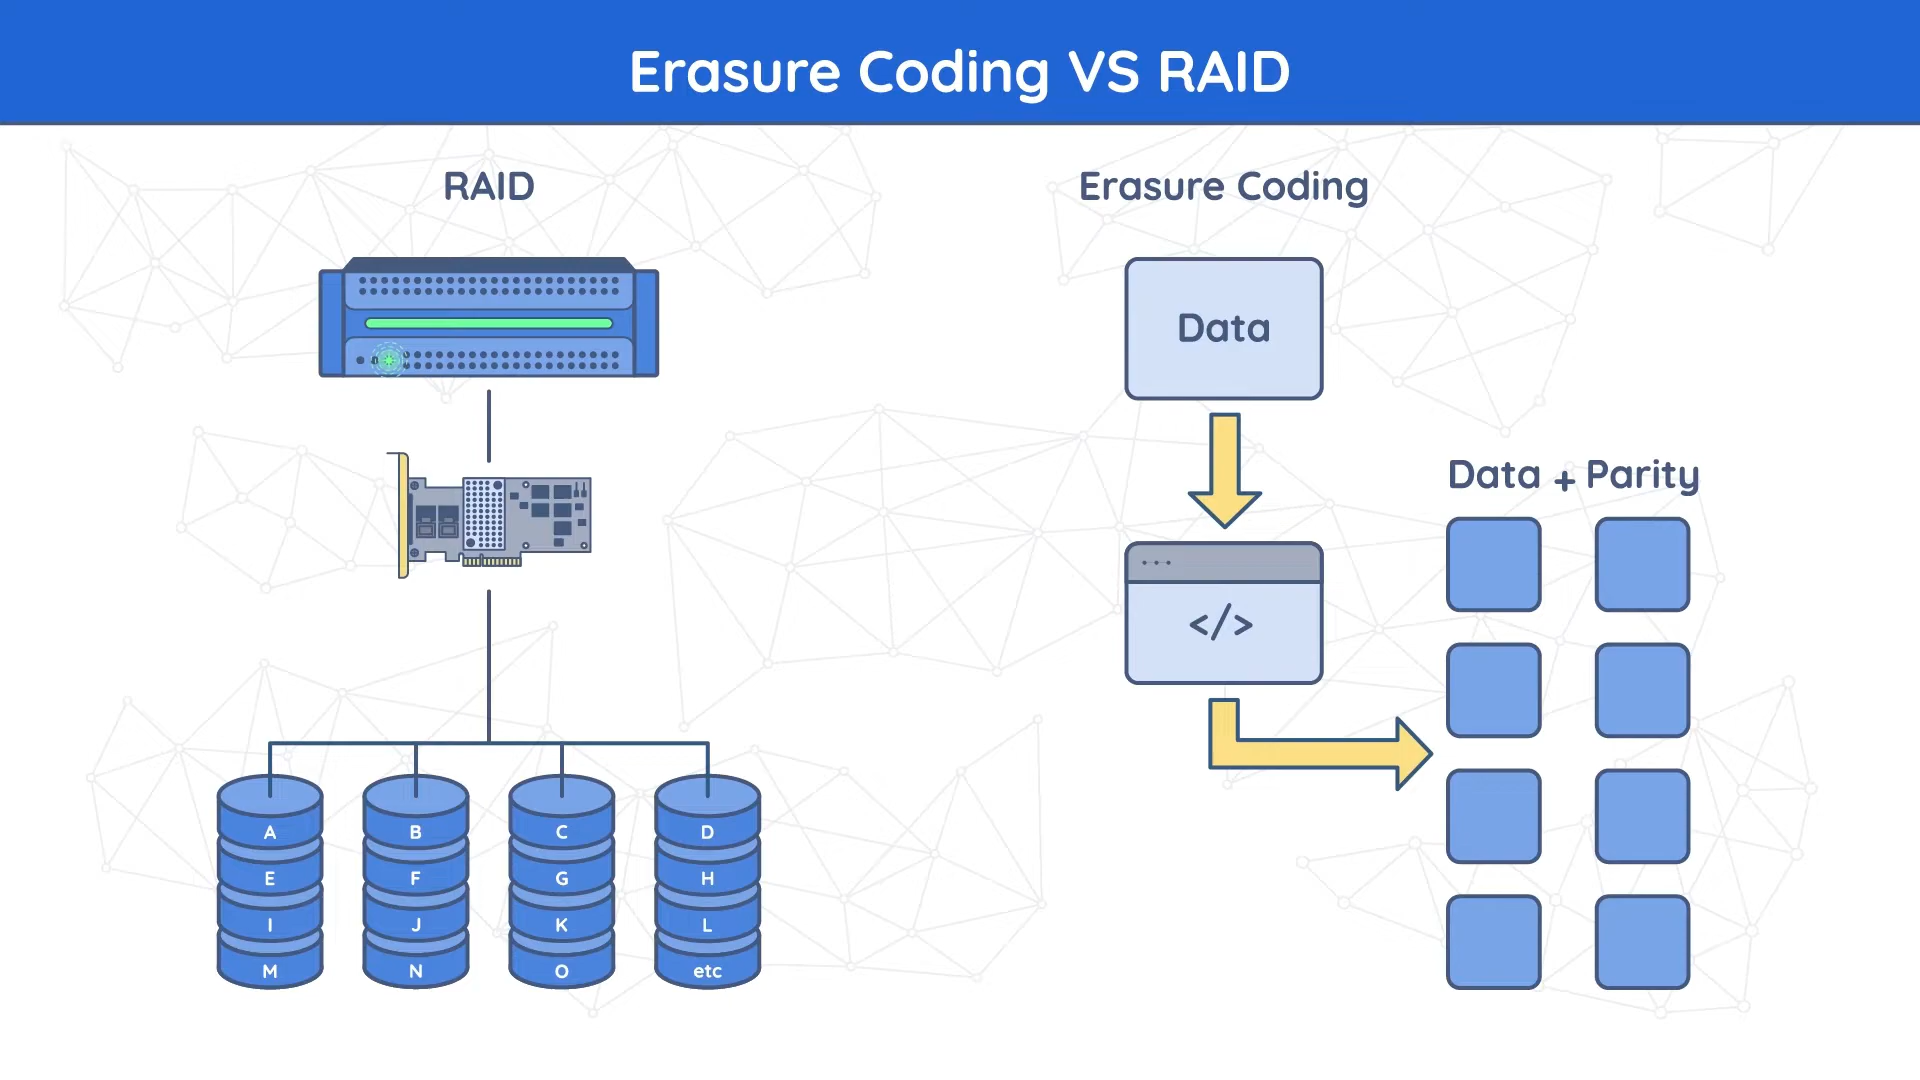 Erasure Coding VS RAID
RAID
Erasure Coding
Data
Data + Parity
</>
A B C D
E F G H
I J K L
M N O etc